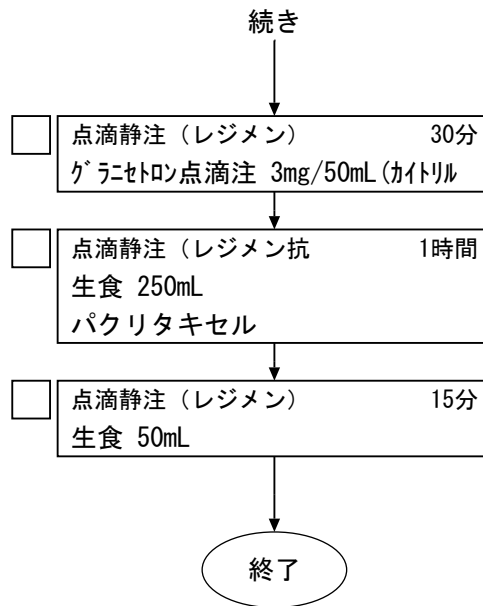 続き
点滴静注（レジメン） 30分
ｸﾞﾗﾆｾﾄﾛﾝ点滴注 3mg/50mL(ｶｲﾄﾘﾙ
点滴静注（レジメン抗 1時間
生食 250mL
パクリタキセル
点滴静注（レジメン） 15分
生食 50mL
終了